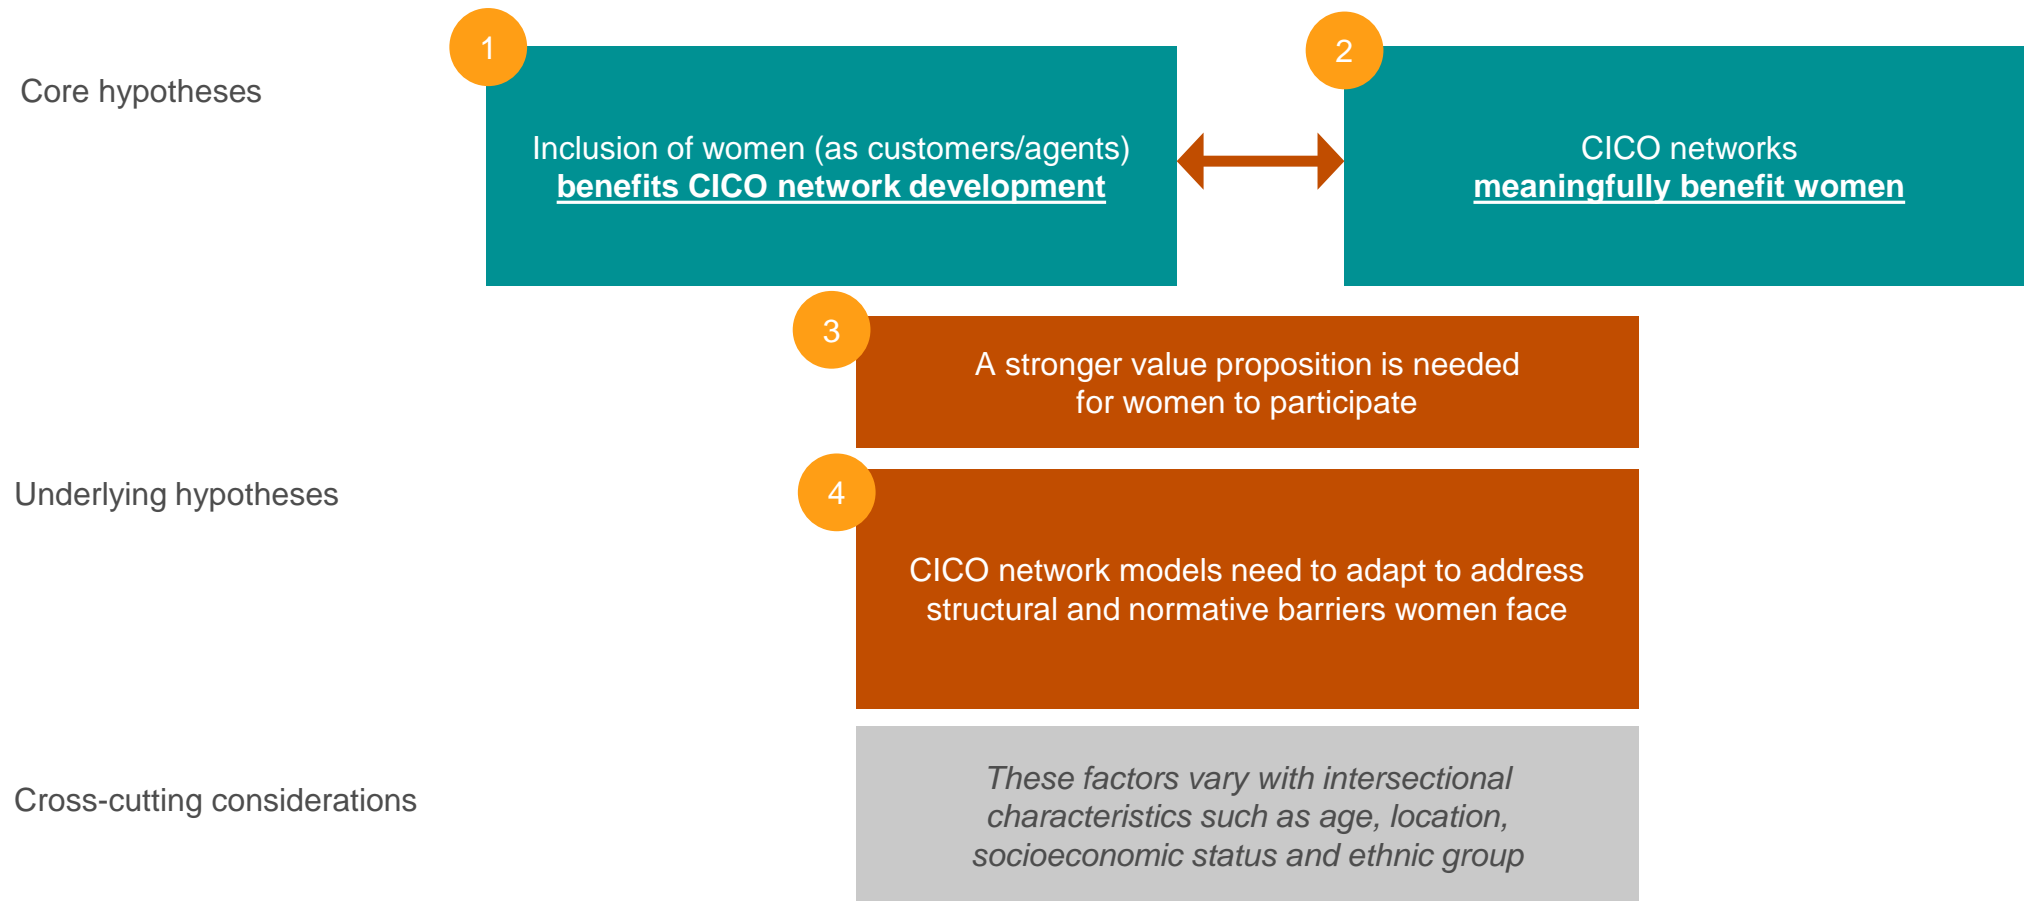 Core hypotheses
1
Inclusion of women (as customers/agents)
benefits CICO network development
2
CICO networks
meaningfully benefit women
Underlying hypotheses
3
A stronger value proposition is needed
for women to participate
4
CICO network models need to adapt to address
structural and normative barriers women face
Cross-cutting considerations
These factors vary with intersectional
characteristics such as age, location,
socioeconomic status and ethnic group